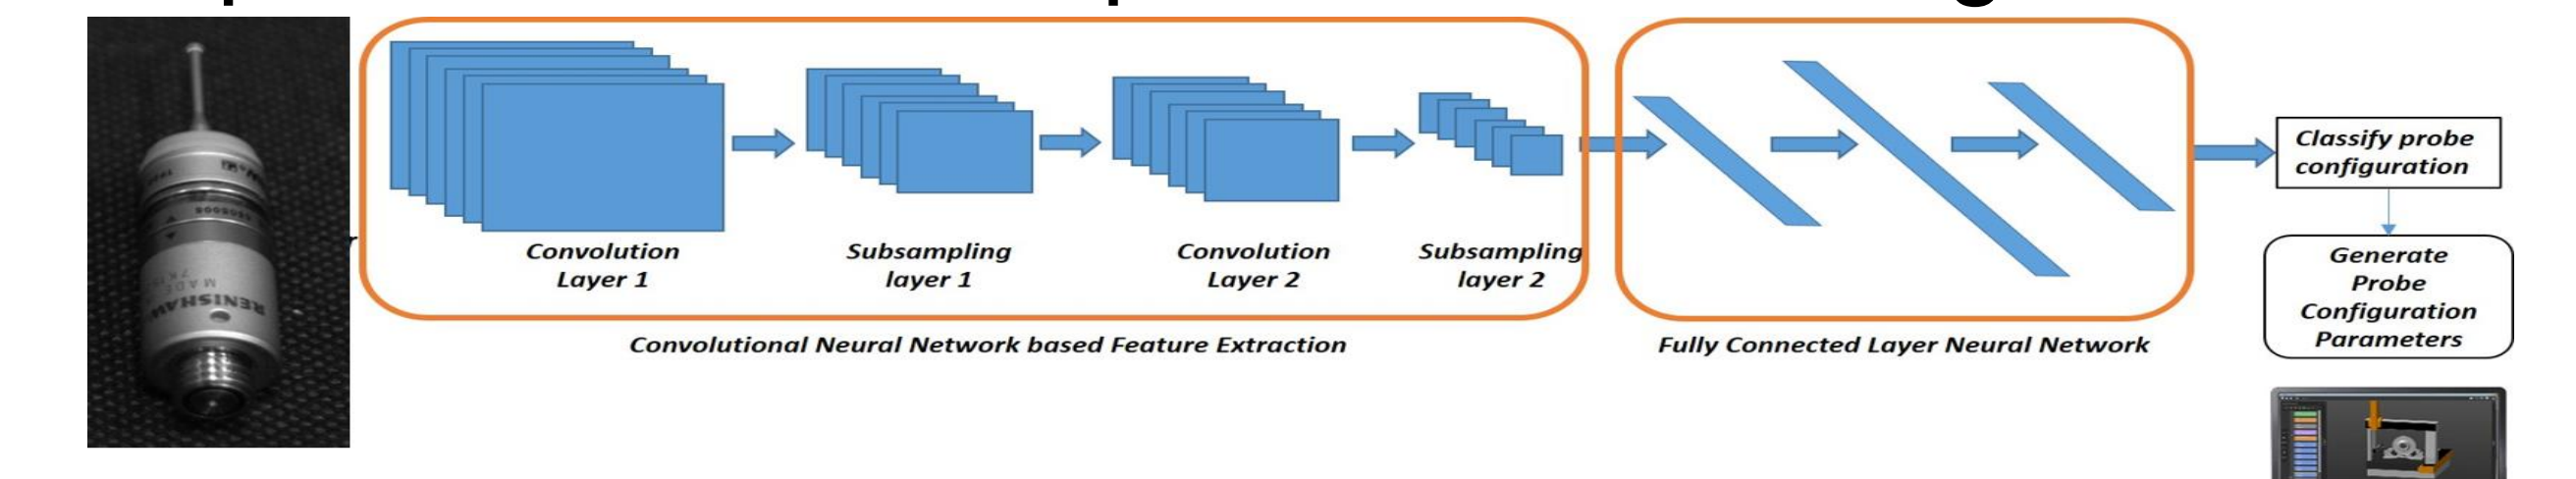 RENISHAW
MADE
Convolution
Layer 1
Subsampling
layer 1
Convolution
Layer 2
Subsampling
layer 2
Convolutional Neural Network based Feature Extraction
Fully Connected Layer Neural Network
Classify probe
configuration
Generate
Probe
Configuration
Parameters